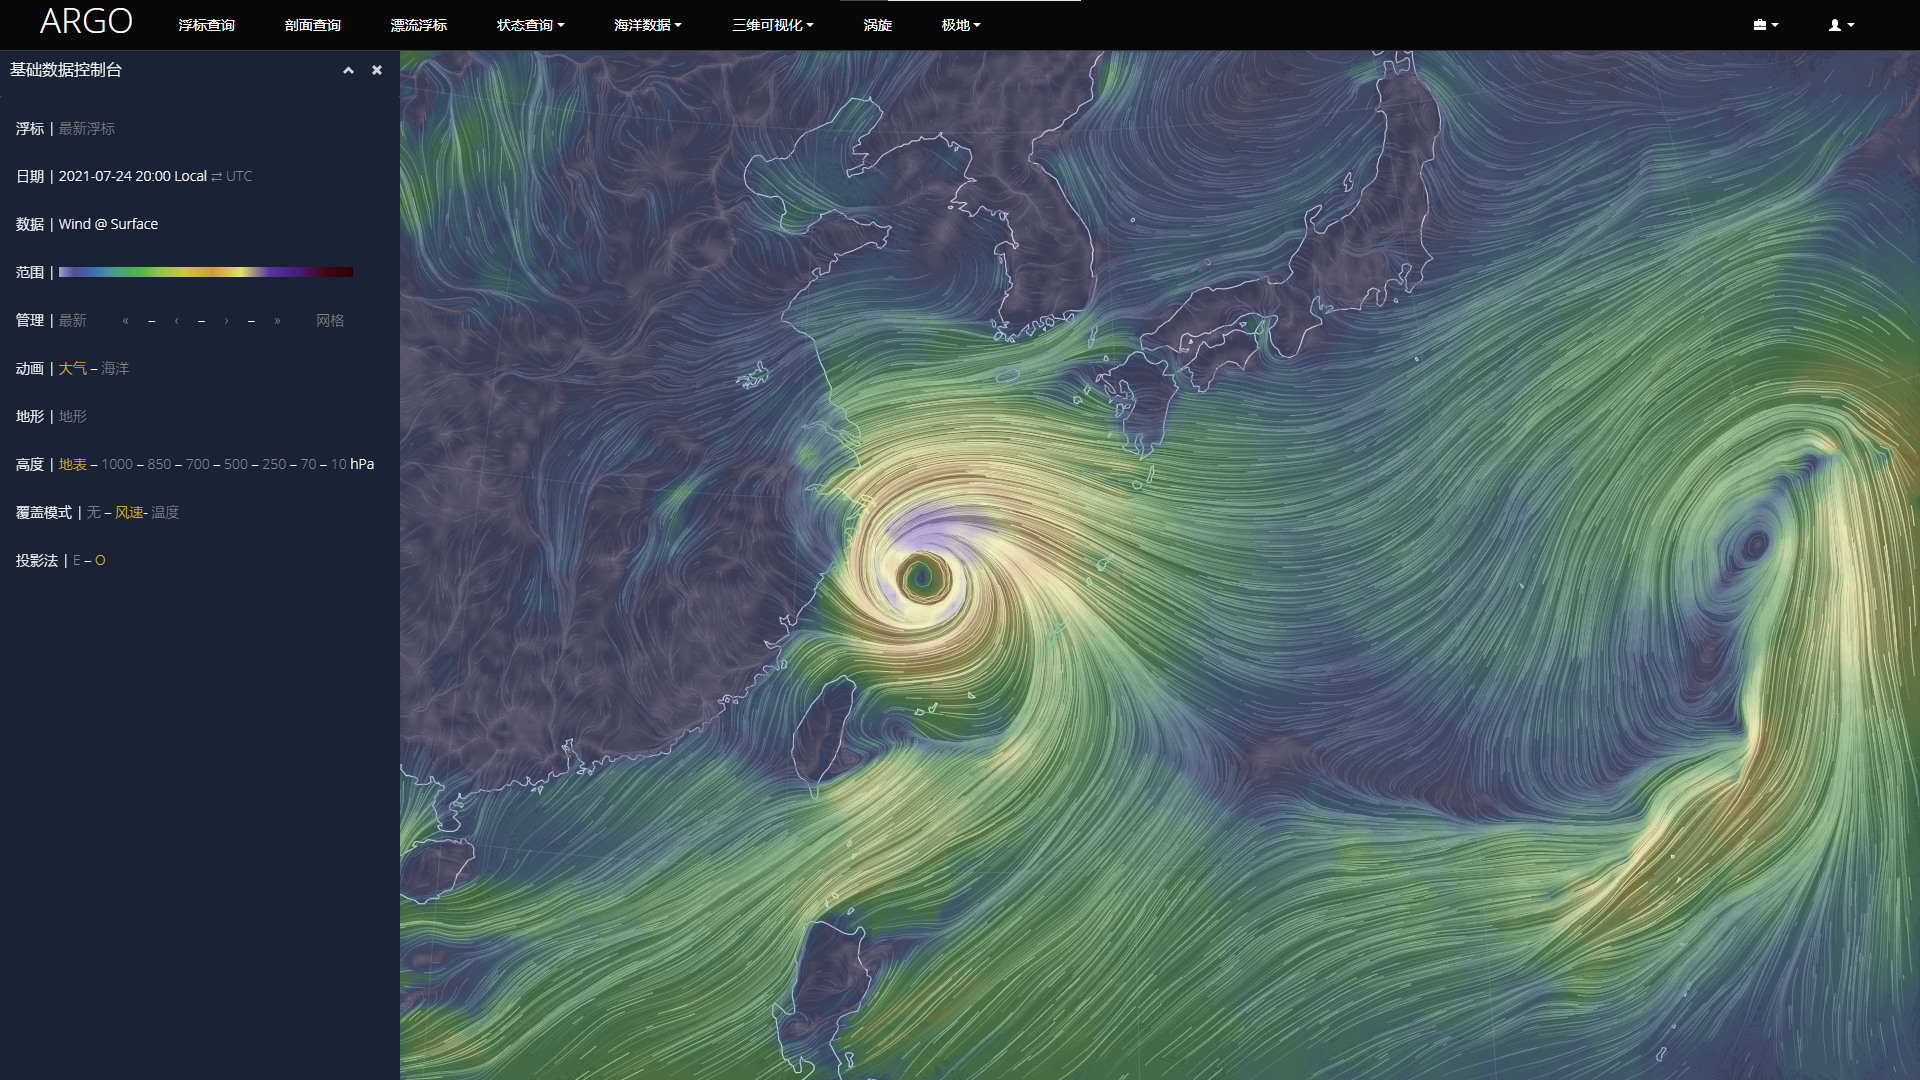 ARGO 浮标查询 剖面查询 漂流浮标 状态查询 海洋数据 三维可视化 涡旋 极地
基础数据控制台
浮标 | 最新浮标
日期 | 2021-07-24 20:00 Local ⇄ UTC
数据 | Wind @ Surface
范围 |
管理 | 最新 « – ‹ – › – » 网格
动画 | 大气 – 海洋
地形 | 地形
高度 | 地表 – 1000 – 850 – 700 – 500 – 250 – 70 – 10 hPa
覆盖模式 | 无 – 风速- 温度
投影法 | E – O